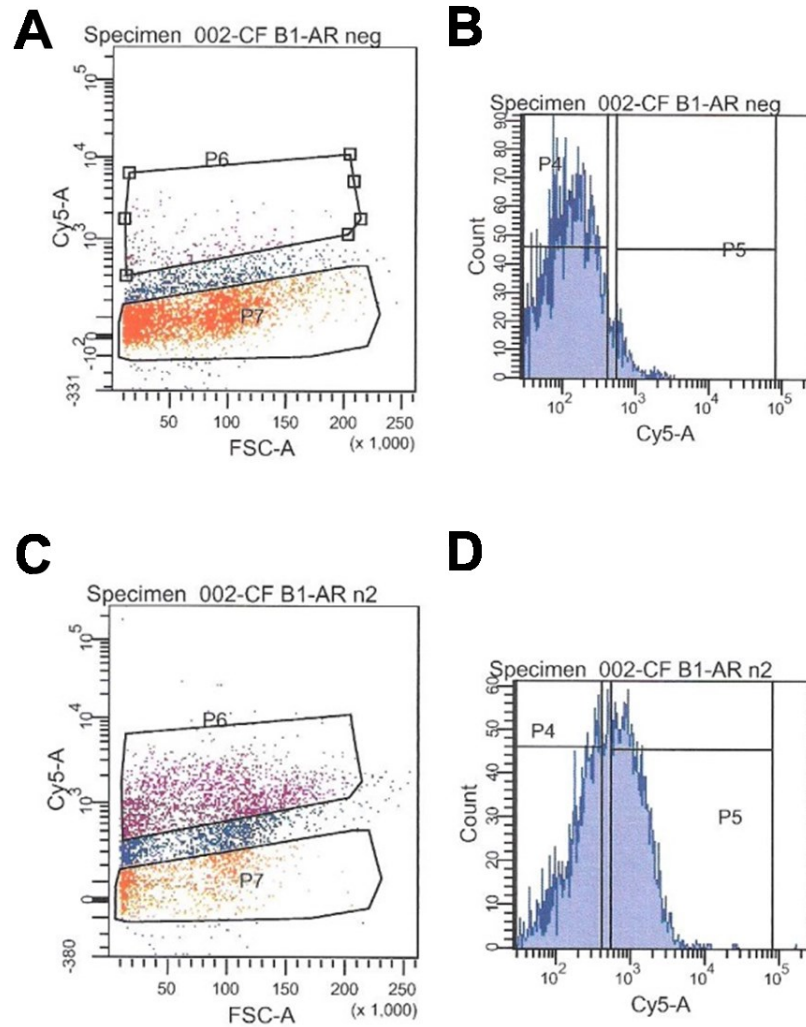 A
Specimen 002-CF B1-AR neg
10^5
10^4
10^3
-10^2
-331
Cy5-A
P6
P7
50 100 150 200 250
FSC-A (x 1,000)
B
Specimen 002-CF B1-AR neg
90
80
70
60
50
40
30
20
10
0
Count
P4
P5
10^2 10^3 10^4 10^5
Cy5-A
C
Specimen 002-CF B1-AR n2
10^5
10^4
10^3
0
-380
Cy5-A
P6
P7
50 100 150 200 250
FSC-A (x 1,000)
D
Specimen 002-CF B1-AR n2
60
50
40
30
20
10
0
Count
P4
P5
10^2 10^3 10^4 10^5
Cy5-A